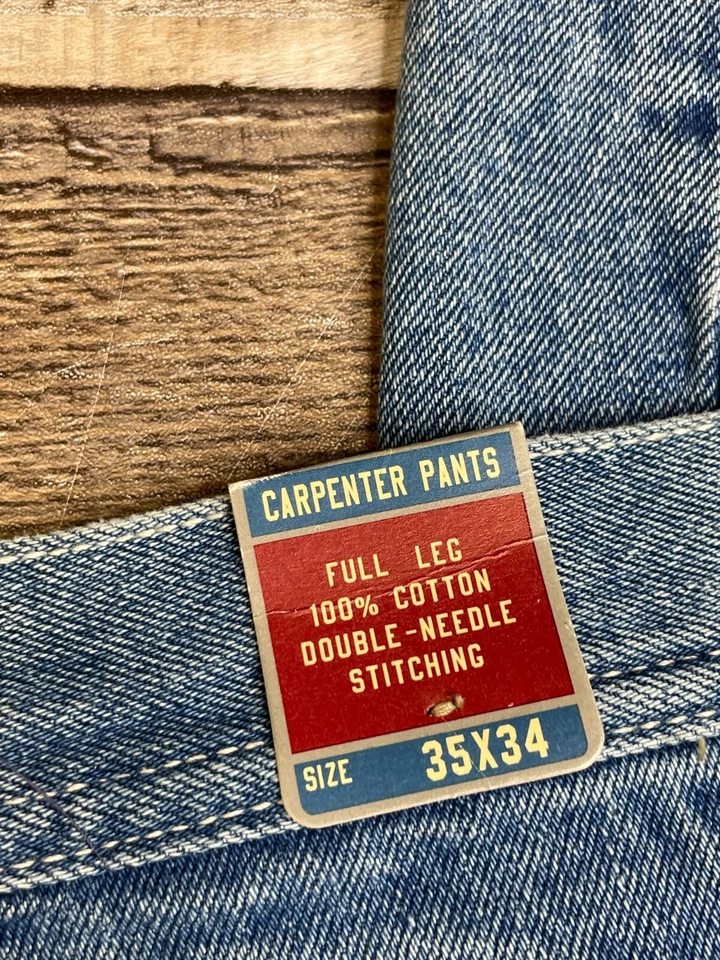 CARPENTER PANTS
FULL LEG
100% COTTON
DOUBLE-NEEDLE
STITCHING
SIZE 35X34